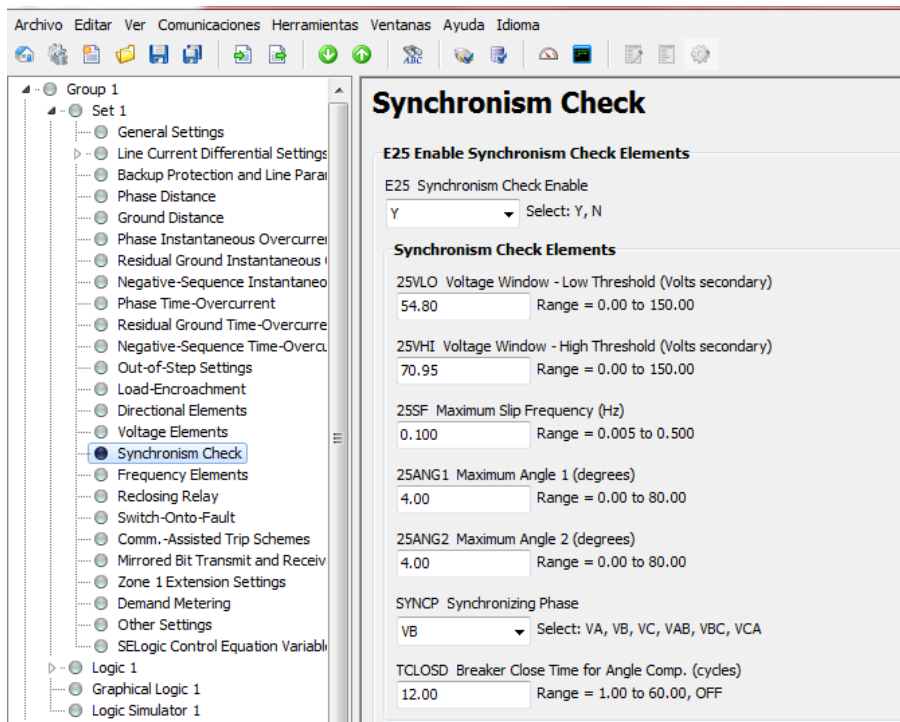 Archivo Editar Ver Comunicaciones Herramientas Ventanas Ayuda Idioma
ABC
Group 1
Set 1
General Settings
Line Current Differential Settings
Backup Protection and Line Parar
Phase Distance
Ground Distance
Phase Instantaneous Overcurrer
Residual Ground Instantaneous
Negative-Sequence Instantaneo
Phase Time-Overcurrent
Residual Ground Time-Overcurre
Negative-Sequence Time-Overcu
Out-of-Step Settings
Load-Encroachment
Directional Elements
Voltage Elements
Synchronism Check
Frequency Elements
Reclosing Relay
Switch-Onto-Fault
Comm.-Assisted Trip Schemes
Mirrored Bit Transmit and Receiv
Zone 1 Extension Settings
Demand Metering
Other Settings
SELogic Control Equation Variabl
Logic 1
Graphical Logic 1
Logic Simulator 1
Synchronism Check
E25 Enable Synchronism Check Elements
E25 Synchronism Check Enable
Y Select: Y, N
Synchronism Check Elements
25VLO Voltage Window - Low Threshold (Volts secondary)
54.80 Range = 0.00 to 150.00
25VHI Voltage Window - High Threshold (Volts secondary)
70.95 Range = 0.00 to 150.00
25SF Maximum Slip Frequency (Hz)
0.100 Range = 0.005 to 0.500
25ANG1 Maximum Angle 1 (degrees)
4.00 Range = 0.00 to 80.00
25ANG2 Maximum Angle 2 (degrees)
4.00 Range = 0.00 to 80.00
SYNCP Synchronizing Phase
VB Select: VA, VB, VC, VAB, VBC, VCA
TCLOSD Breaker Close Time for Angle Comp. (cycles)
12.00 Range = 1.00 to 60.00, OFF